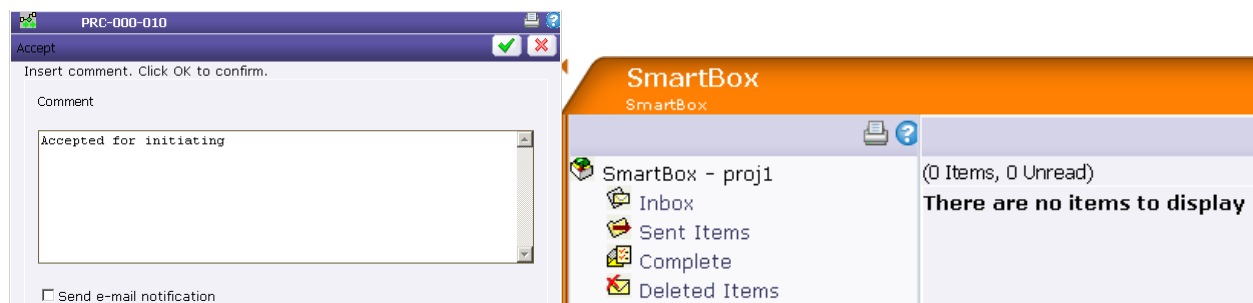 PRC-000-010
Accept
Insert comment. Click OK to confirm.
Comment
Accepted for initiating
Send e-mail notification
SmartBox
SmartBox
SmartBox - proj1
Inbox
Sent Items
Complete
Deleted Items
(0 Items, 0 Unread)
There are no items to display